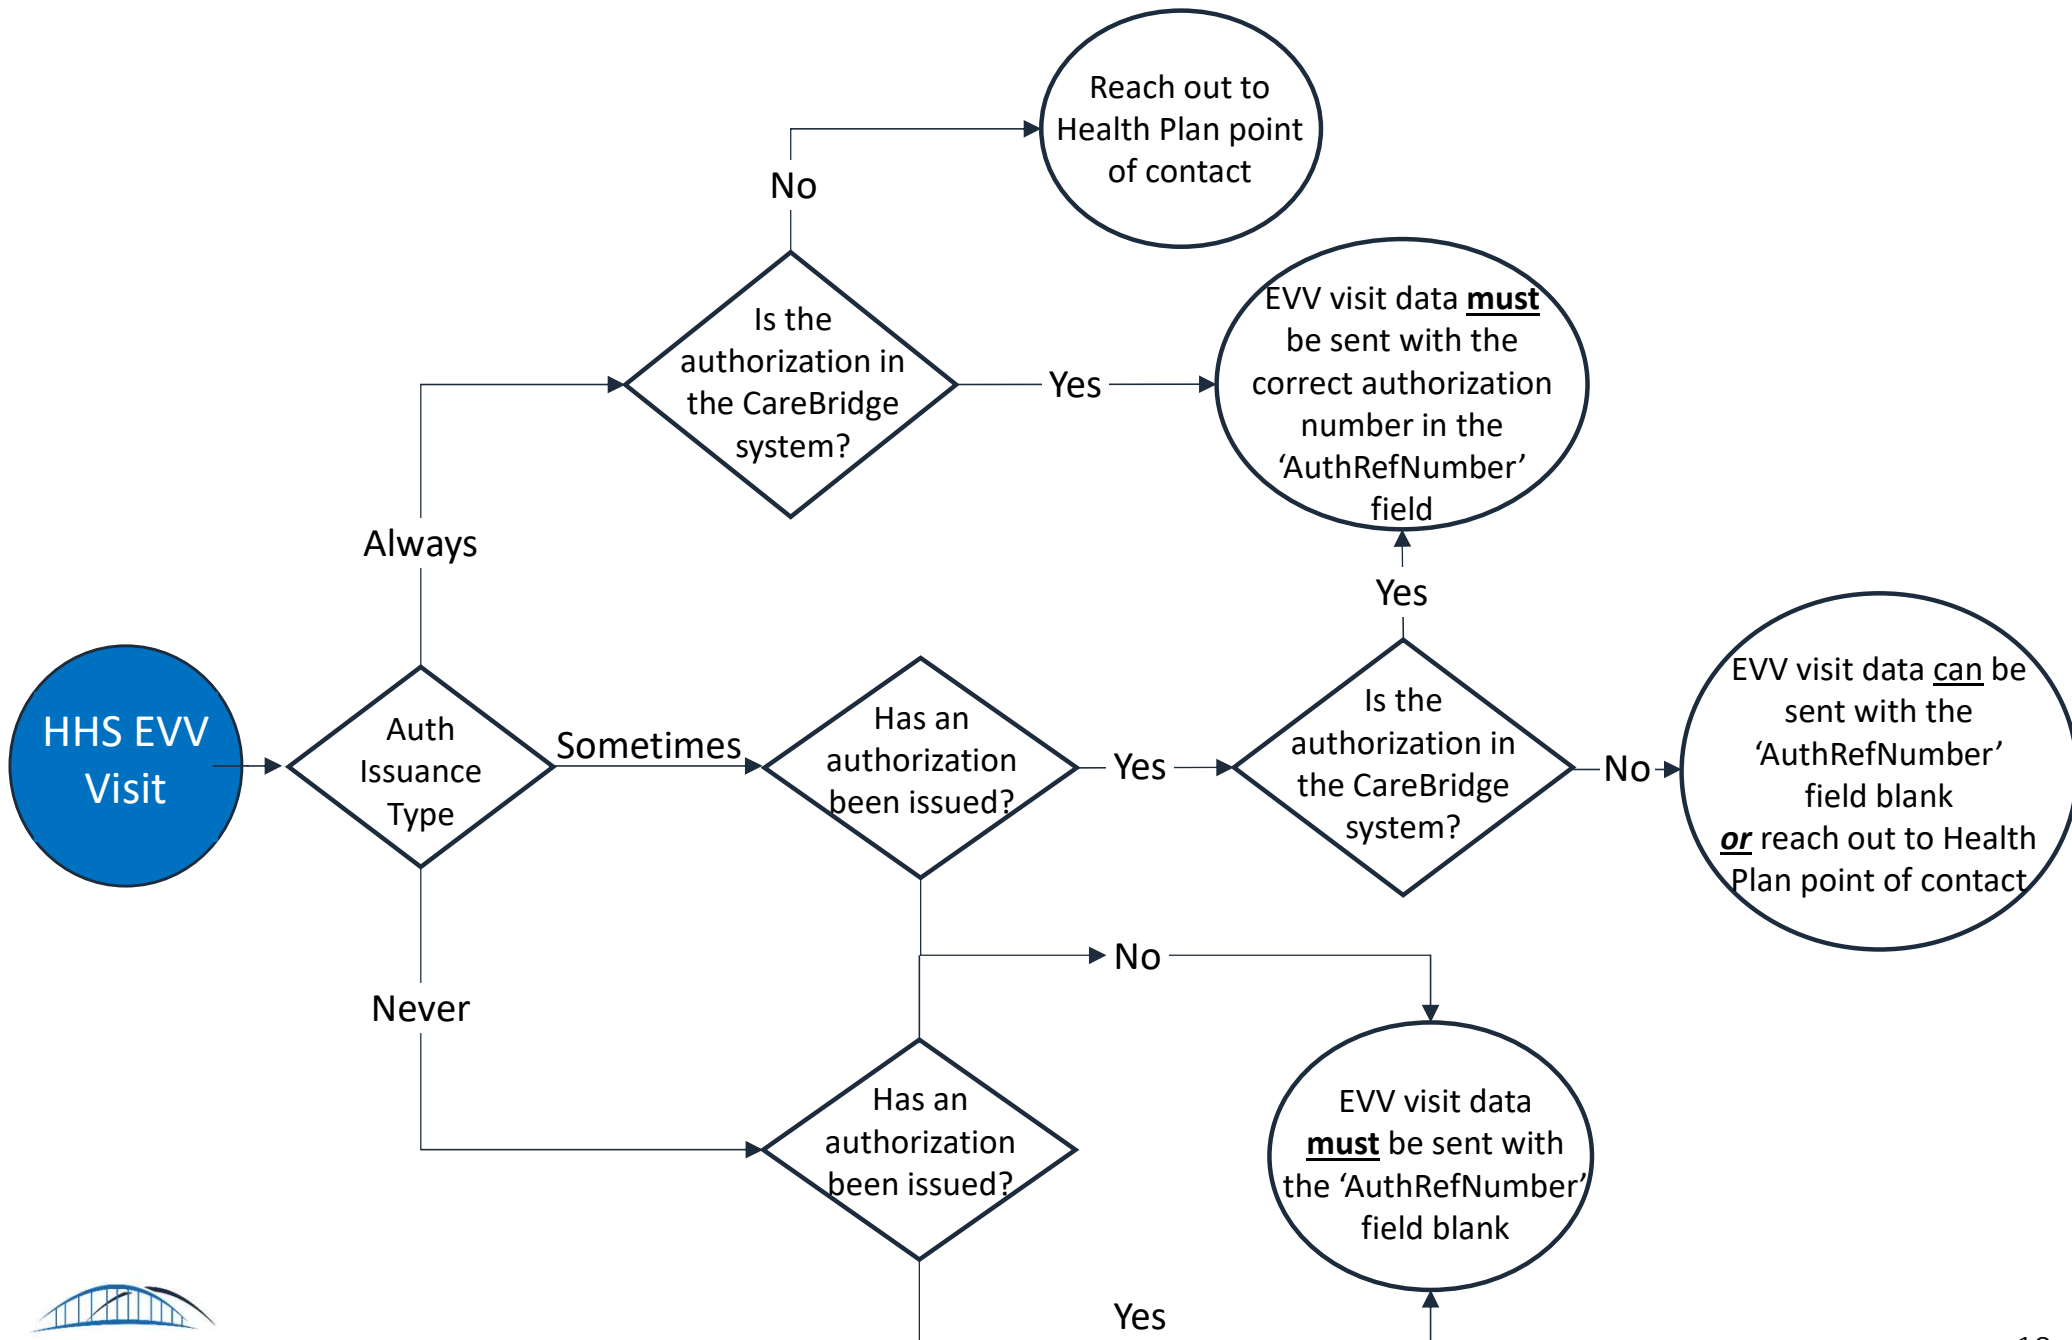 Reach out to
Health Plan point
of contact
No
Is the
authorization in
the CareBridge
system?
Yes
EVV visit data must
be sent with the
correct authorization
number in the
‘AuthRefNumber’
field
Always
Yes
HHS EVV
Visit
Auth
Issuance
Type
Sometimes
Has an
authorization
been issued?
Yes
Is the
authorization in
the CareBridge
system?
No
EVV visit data can be
sent with the
‘AuthRefNumber’
field blank
or reach out to Health
Plan point of contact
No
Never
Has an
authorization
been issued?
EVV visit data
must be sent with
the ‘AuthRefNumber’
field blank
Yes